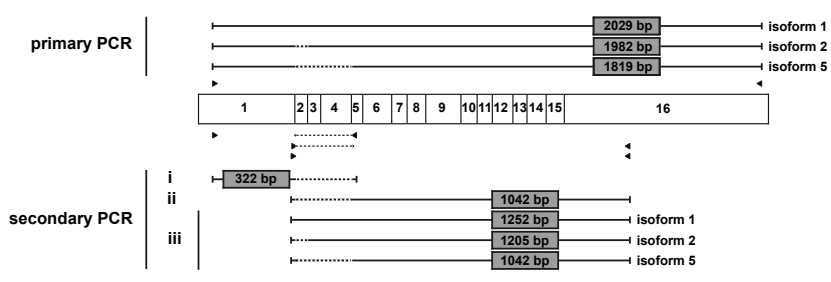 2029 bp isoform 1
primary PCR 1982 bp isoform 2
1819 bp isoform 5
1 2 3 4 5 6 7 8 9 10 11 12 13 14 15 16
i 322 bp
ii 1042 bp
secondary PCR 1252 bp isoform 1
iii 1205 bp isoform 2
1042 bp isoform 5